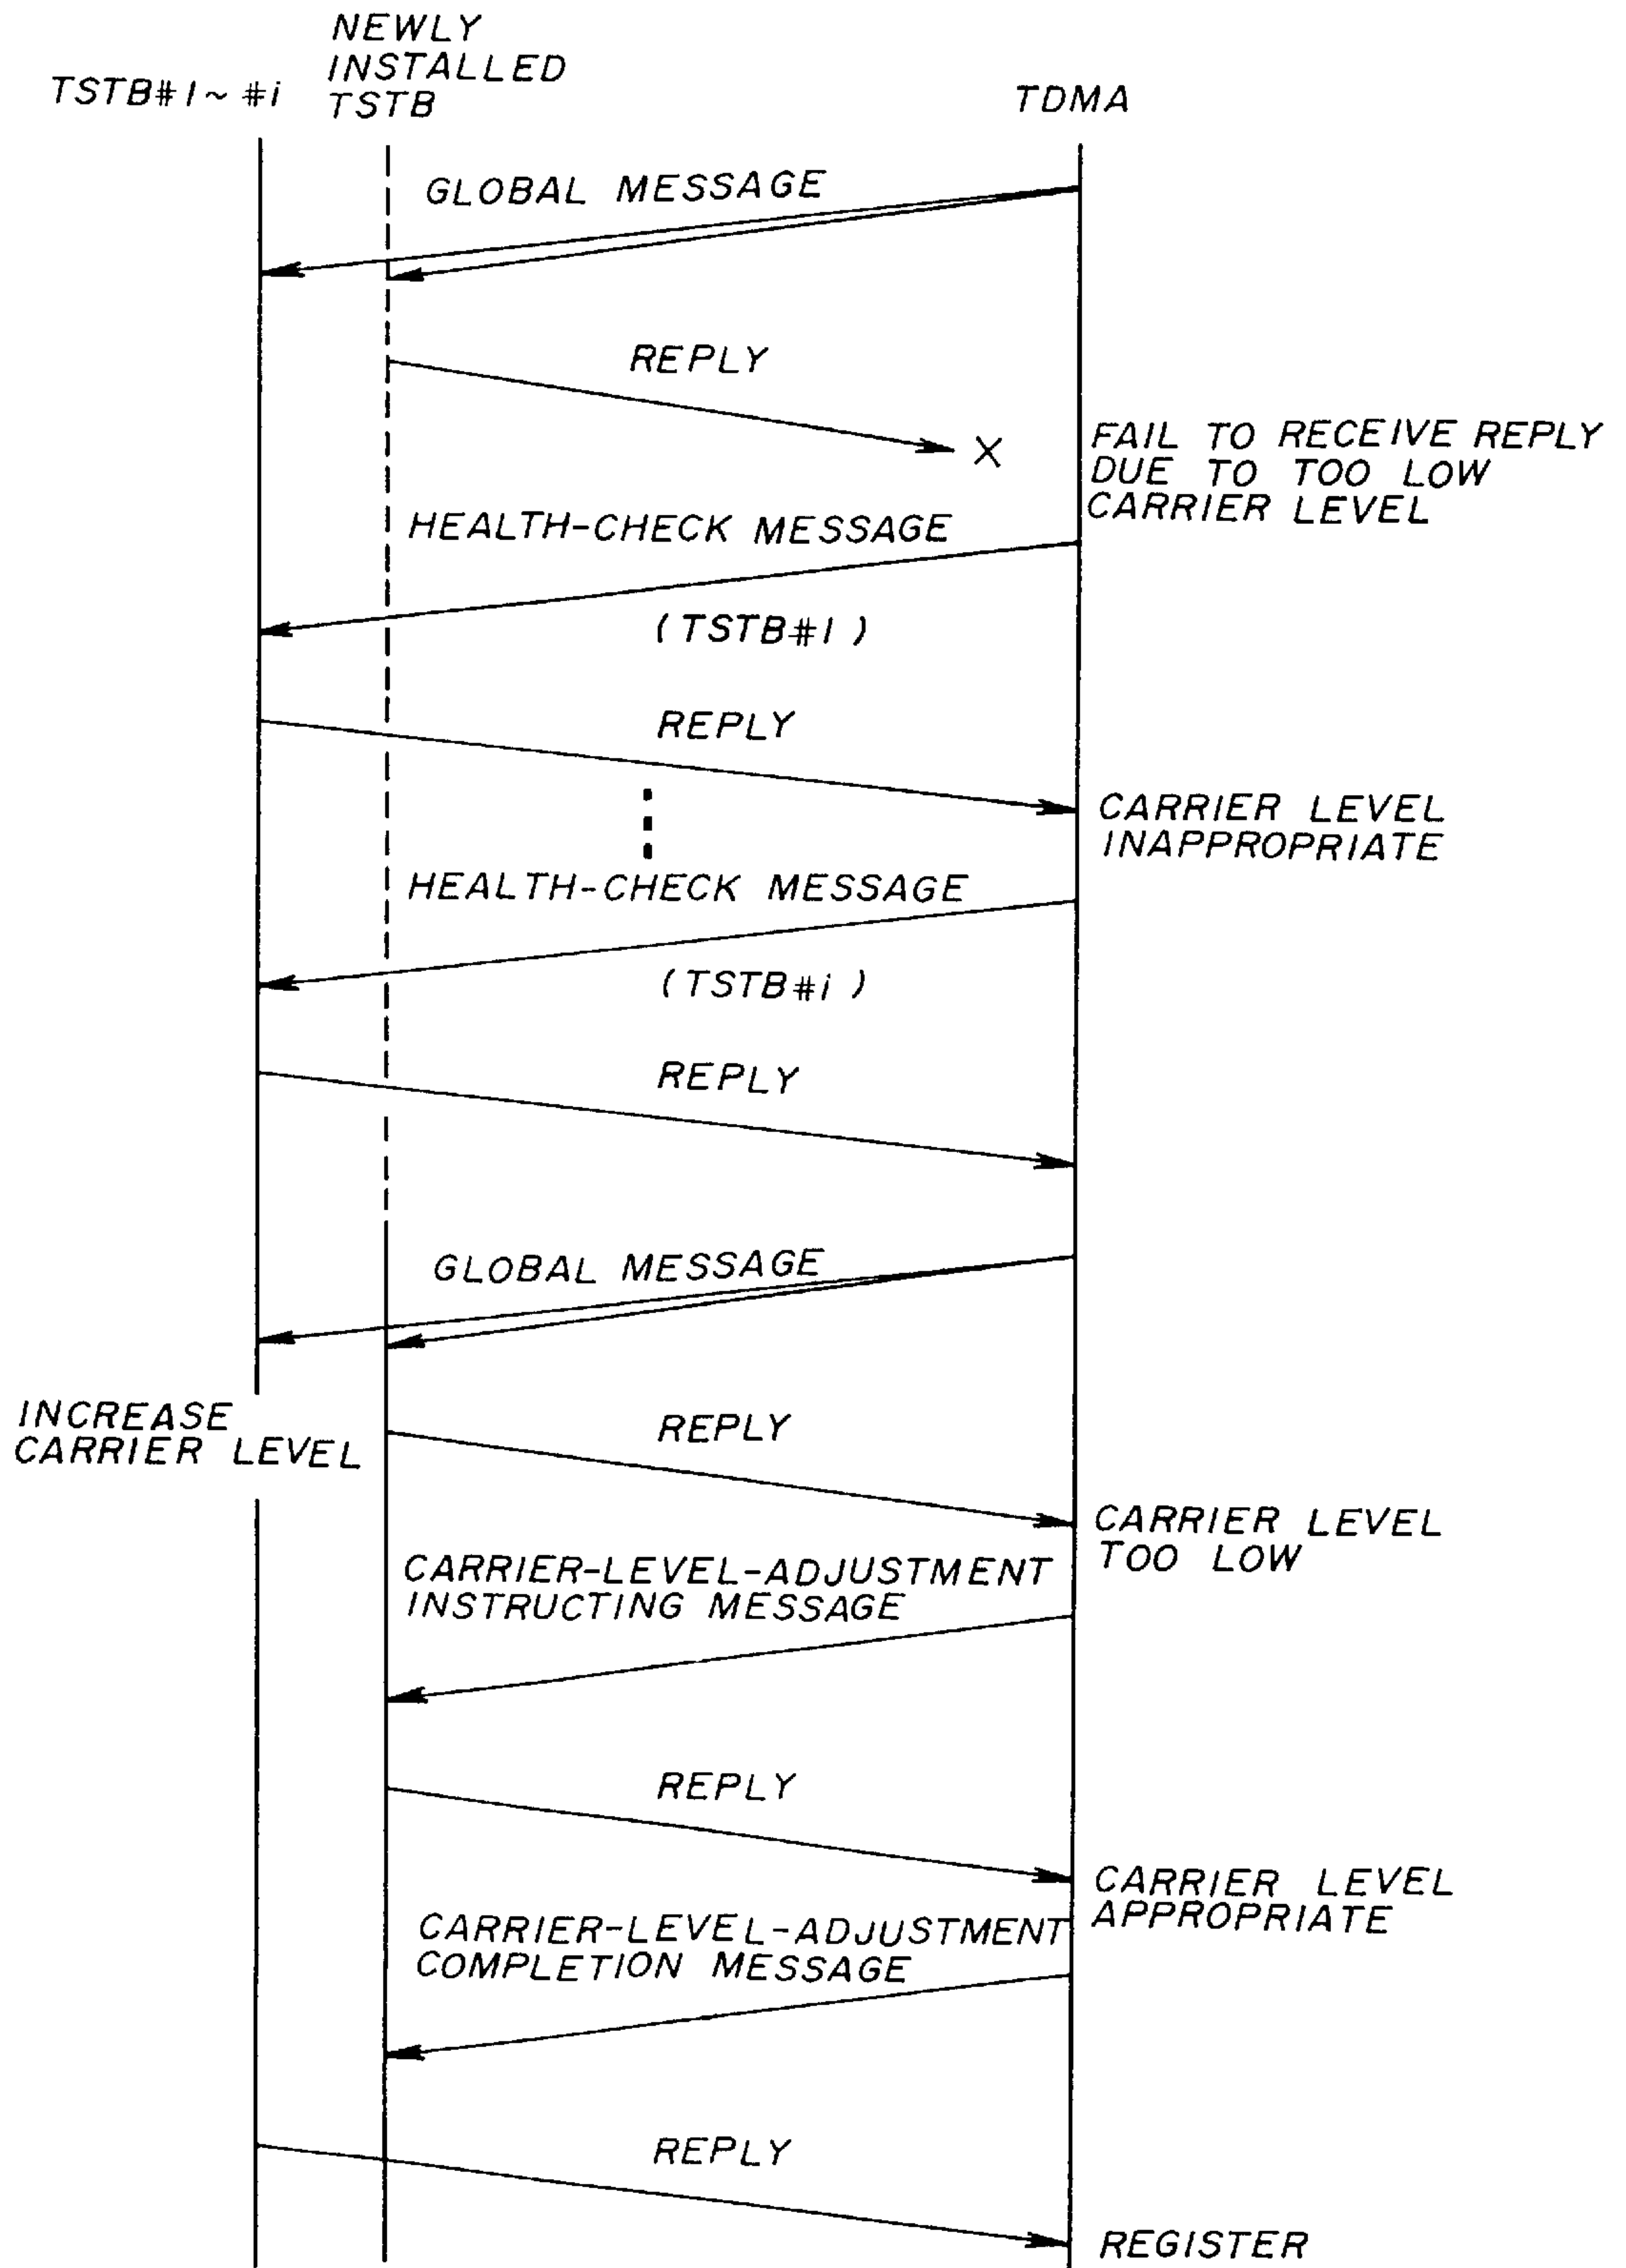 NEWLY
INSTALLED
TSTB
TSTB#1~ #i
TDMA
GLOBAL MESSAGE
REPLY
X
FAIL TO RECEIVE REPLY
DUE TO TOO LOW
CARRIER LEVEL
HEALTH-CHECK MESSAGE
(TSTB#1)
REPLY
CARRIER LEVEL
INAPPROPRIATE
HEALTH-CHECK MESSAGE
(TSTB#i)
REPLY
GLOBAL MESSAGE
INCREASE
CARRIER LEVEL
REPLY
CARRIER LEVEL
TOO LOW
CARRIER-LEVEL-ADJUSTMENT
INSTRUCTING MESSAGE
REPLY
CARRIER LEVEL
APPROPRIATE
CARRIER-LEVEL-ADJUSTMENT
COMPLETION MESSAGE
REPLY
REGISTER